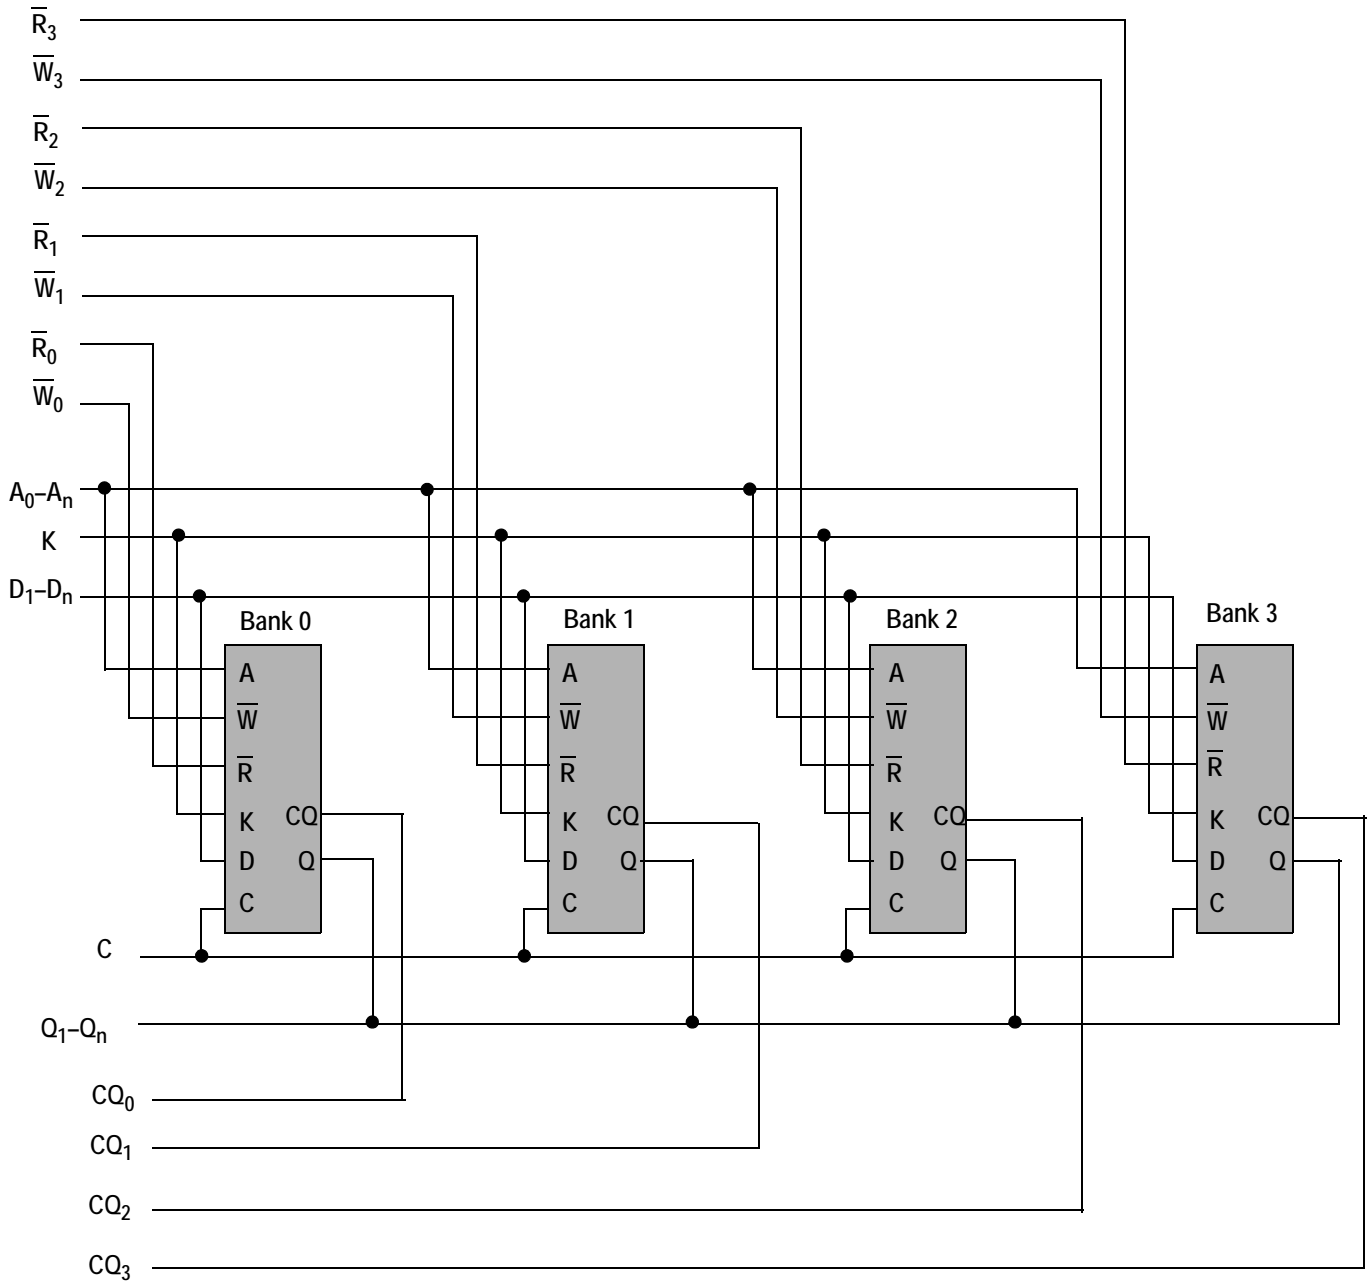 R̅₃
W̅₃
R̅₂
W̅₂
R̅₁
W̅₁
R̅₀
W̅₀
A₀–Aₙ
K
D₁–Dₙ
Bank 0
Bank 1
Bank 2
Bank 3
A
W̅
R̅
K
D
C
CQ
Q
A
W̅
R̅
K
D
C
CQ
Q
A
W̅
R̅
K
D
C
CQ
Q
A
W̅
R̅
K
D
C
CQ
Q
C
Q₁–Qₙ
CQ₀
CQ₁
CQ₂
CQ₃